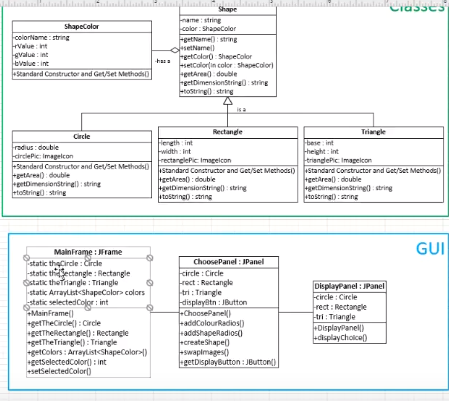 Classes
ShapeColor
-colorName : string
-rValue : int
-gValue : int
-bValue : int
+Standard Constructor and Get/Set Methods()
-has a
Shape
-name : string
-color : ShapeColor
+getName() : string
+setName()
+getColor() : ShapeColor
+setColor(in color : ShapeColor)
+getArea() : double
+getDimensionString() : string
+toString() : string
is a
Circle
-radius : double
-circlePic: ImageIcon
+Standard Constructor and Get/Set Methods()
+getArea() : double
+getDimensionString() : string
+toString() : string
Rectangle
-length : int
-width : int
-rectanglePic: ImageIcon
+Standard Constructor and Get/Set Methods()
+getArea() : double
+getDimensionString() : string
+toString() : string
Triangle
-base : int
-height : int
-trianglePic: ImageIcon
+Standard Constructor and Get/Set Methods()
+getArea() : double
+getDimensionString() : string
+toString() : string
GUI
MainFrame : JFrame
-static theCircle : Circle
-static theRectangle : Rectangle
-static theTriangle : Triangle
-static ArrayList<ShapeColor> colors
-static selectedColor : int
+MainFrame()
+getTheCircle() : Circle
+getTheRectangle() : Rectangle
+getTheTriangle() : Triangle
+getColors : ArrayList<ShapeColor>()
+getSelectedColor() : int
+setSelectedColor()
ChoosePanel : JPanel
-circle : Circle
-rect : Rectangle
-tri : Triangle
-displayBtn : JButton
+ChoosePanel()
+addColourRadios()
+addShapeRadios()
+createShape()
+swapImages()
+getDisplayButton : JButton()
DisplayPanel : JPanel
-circle : Circle
-rect : Rectangle
-tri : Triangle
+DisplayPanel()
+displayChoice()